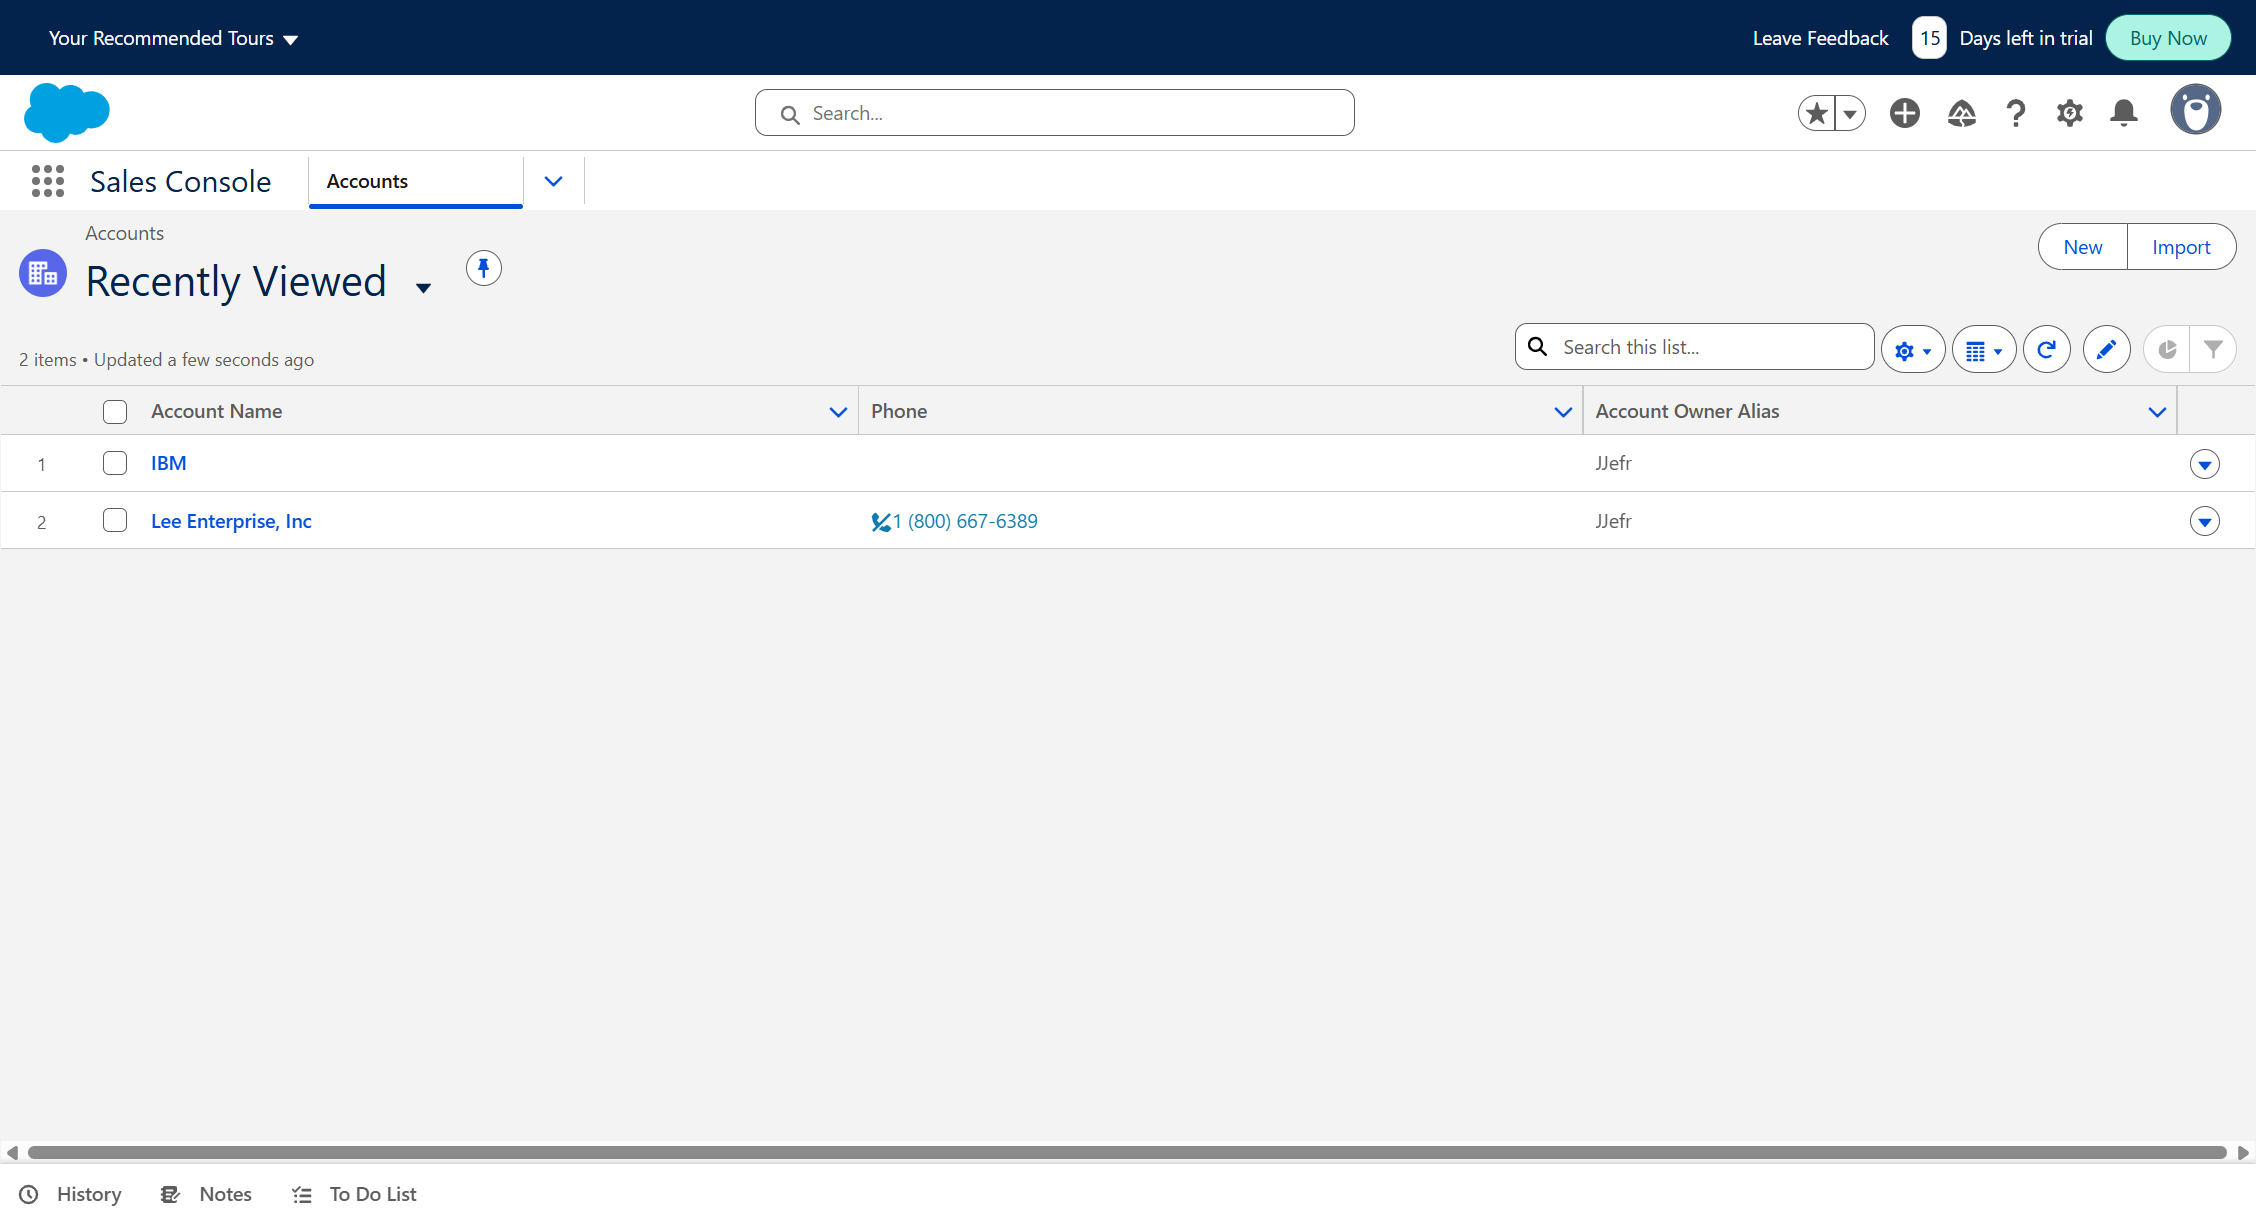 Your Recommended Tours
Leave Feedback 15 Days left in trial Buy Now
Search...
Sales Console Accounts
Accounts
Recently Viewed
New Import
2 items • Updated a few seconds ago
Search this list...
Account Name Phone Account Owner Alias
1 IBM JJefr
2 Lee Enterprise, Inc 1 (800) 667-6389 JJefr
History Notes To Do List